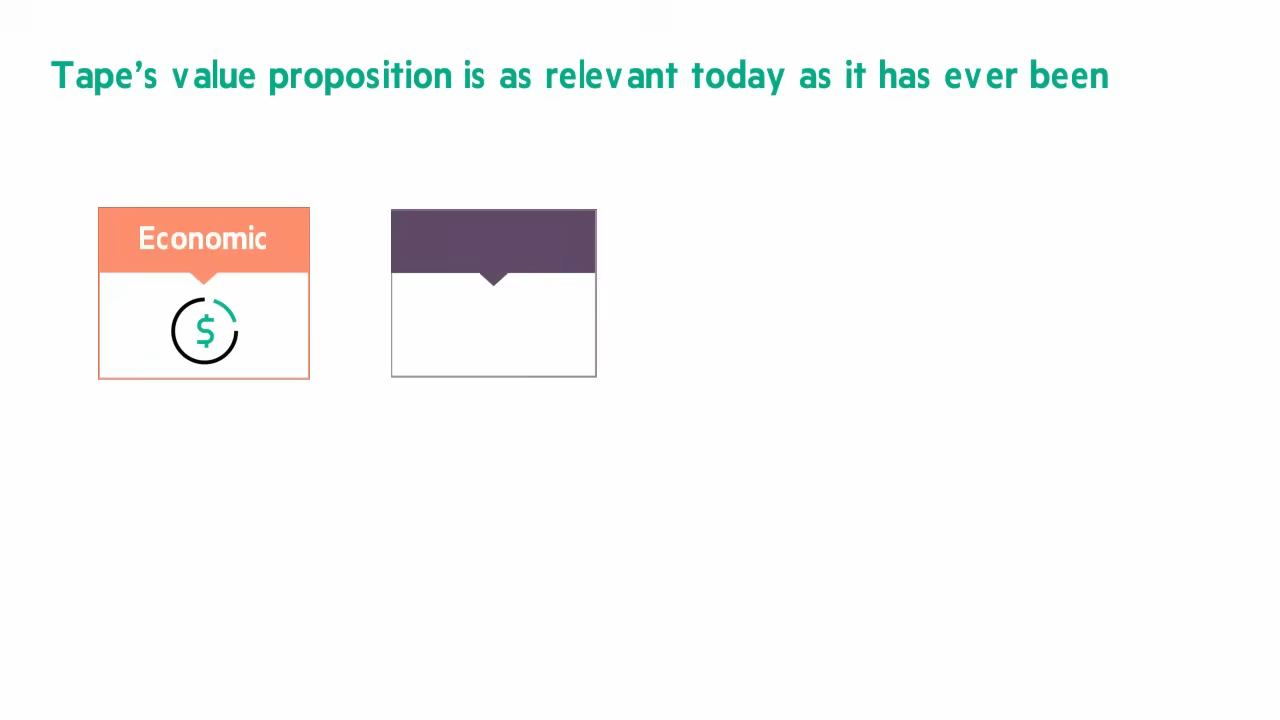 Tape’s value proposition is as relevant today as it has ever been
Economic
$